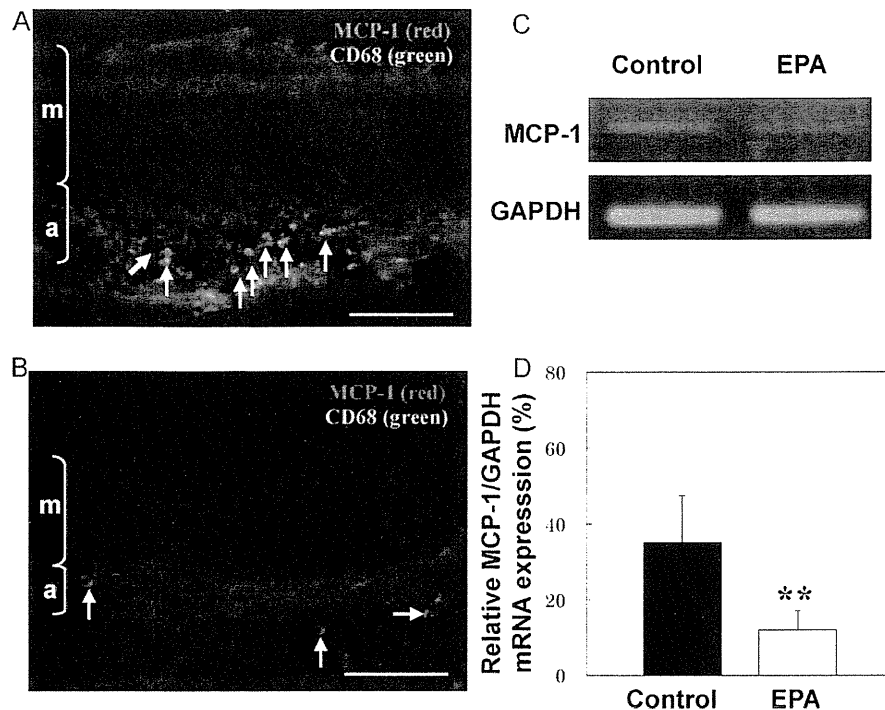 A
MCP-1 (red)
CD68 (green)
m
a
B
MCP-1 (red)
CD68 (green)
m
a
C
Control EPA
MCP-1
GAPDH
D
Relative MCP-1/GAPDH
mRNA expresssion (%)
80
60
40
20
0
**
Control EPA